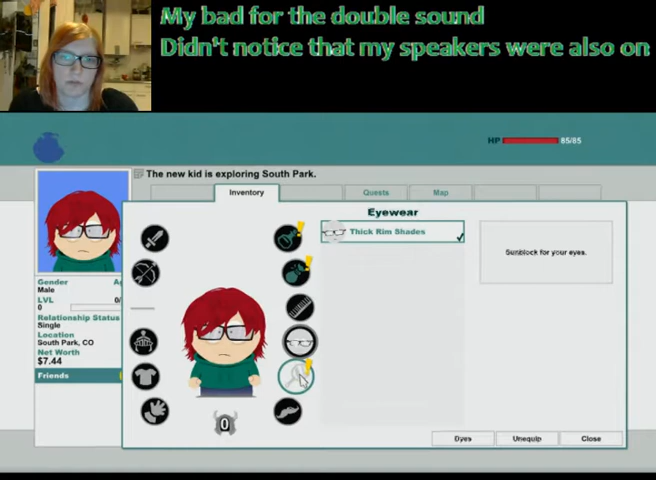 My bad for the double sound
Didn't notice that my speakers were also on
HP 85/85
The new kid is exploring South Park.
Inventory
Quests
Map
Eyewear
Thick Rim Shades
Sunblock for your eyes.
Gender
Male
LVL
0
0/
Relationship Status
Single
Location
South Park, CO
Net Worth
$7.44
Friends
0
Dyes
Unequip
Close